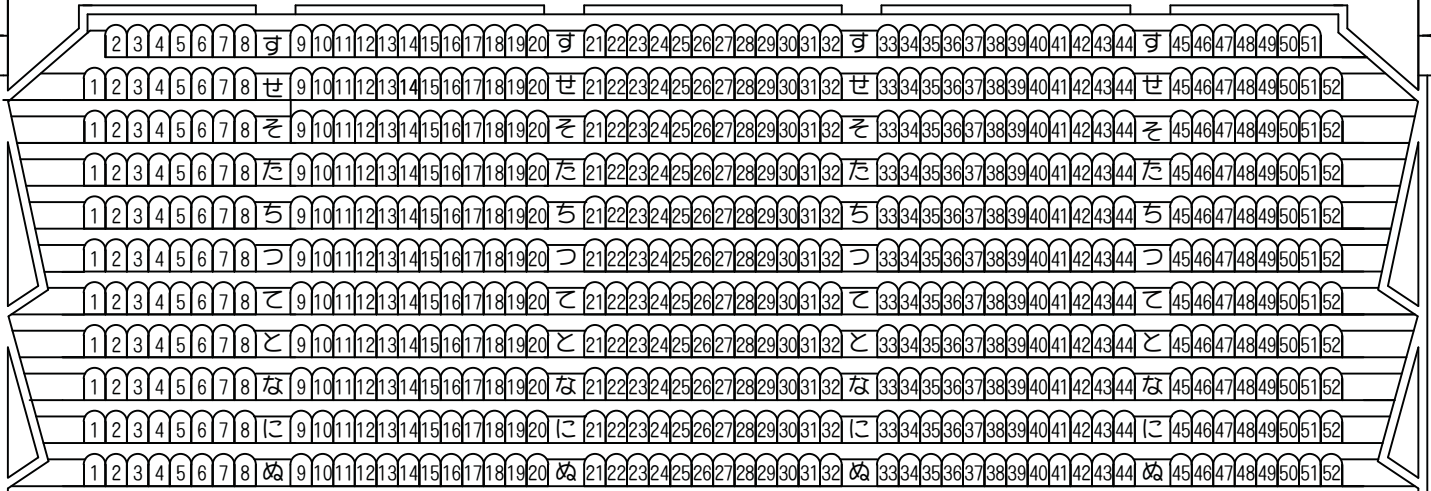 2 3 4 5 6 7 8 す 9 10 11 12 13 14 15 16 17 18 19 20 す 21 22 23 24 25 26 27 28 29 30 31 32 す 33 34 35 36 37 38 39 40 41 42 43 44 す 45 46 47 48 49 50 51
1 2 3 4 5 6 7 8 せ 9 10 11 12 13 14 15 16 17 18 19 20 せ 21 22 23 24 25 26 27 28 29 30 31 32 せ 33 34 35 36 37 38 39 40 41 42 43 44 せ 45 46 47 48 49 50 51 52
1 2 3 4 5 6 7 8 そ 9 10 11 12 13 14 15 16 17 18 19 20 そ 21 22 23 24 25 26 27 28 29 30 31 32 そ 33 34 35 36 37 38 39 40 41 42 43 44 そ 45 46 47 48 49 50 51 52
1 2 3 4 5 6 7 8 た 9 10 11 12 13 14 15 16 17 18 19 20 た 21 22 23 24 25 26 27 28 29 30 31 32 た 33 34 35 36 37 38 39 40 41 42 43 44 た 45 46 47 48 49 50 51 52
1 2 3 4 5 6 7 8 ち 9 10 11 12 13 14 15 16 17 18 19 20 ち 21 22 23 24 25 26 27 28 29 30 31 32 ち 33 34 35 36 37 38 39 40 41 42 43 44 ち 45 46 47 48 49 50 51 52
1 2 3 4 5 6 7 8 つ 9 10 11 12 13 14 15 16 17 18 19 20 つ 21 22 23 24 25 26 27 28 29 30 31 32 つ 33 34 35 36 37 38 39 40 41 42 43 44 つ 45 46 47 48 49 50 51 52
1 2 3 4 5 6 7 8 て 9 10 11 12 13 14 15 16 17 18 19 20 て 21 22 23 24 25 26 27 28 29 30 31 32 て 33 34 35 36 37 38 39 40 41 42 43 44 て 45 46 47 48 49 50 51 52
1 2 3 4 5 6 7 8 と 9 10 11 12 13 14 15 16 17 18 19 20 と 21 22 23 24 25 26 27 28 29 30 31 32 と 33 34 35 36 37 38 39 40 41 42 43 44 と 45 46 47 48 49 50 51 52
1 2 3 4 5 6 7 8 な 9 10 11 12 13 14 15 16 17 18 19 20 な 21 22 23 24 25 26 27 28 29 30 31 32 な 33 34 35 36 37 38 39 40 41 42 43 44 な 45 46 47 48 49 50 51 52
1 2 3 4 5 6 7 8 に 9 10 11 12 13 14 15 16 17 18 19 20 に 21 22 23 24 25 26 27 28 29 30 31 32 に 33 34 35 36 37 38 39 40 41 42 43 44 に 45 46 47 48 49 50 51 52
1 2 3 4 5 6 7 8 ぬ 9 10 11 12 13 14 15 16 17 18 19 20 ぬ 21 22 23 24 25 26 27 28 29 30 31 32 ぬ 33 34 35 36 37 38 39 40 41 42 43 44 ぬ 45 46 47 48 49 50 51 52